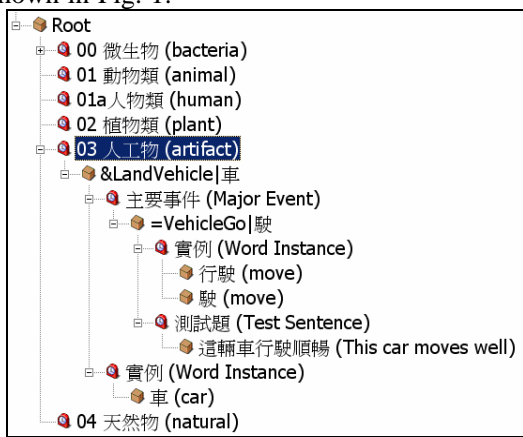 shown in Fig. 1.
Root
00 微生物 (bacteria)
01 動物類 (animal)
01a人物類 (human)
02 植物類 (plant)
03 人工物 (artifact)
&LandVehicle|車
主要事件 (Major Event)
=VehicleGo|駛
實例 (Word Instance)
行駛 (move)
駛 (move)
測試題 (Test Sentence)
這輛車行駛順暢 (This car moves well)
實例 (Word Instance)
車 (car)
04 天然物 (natural)